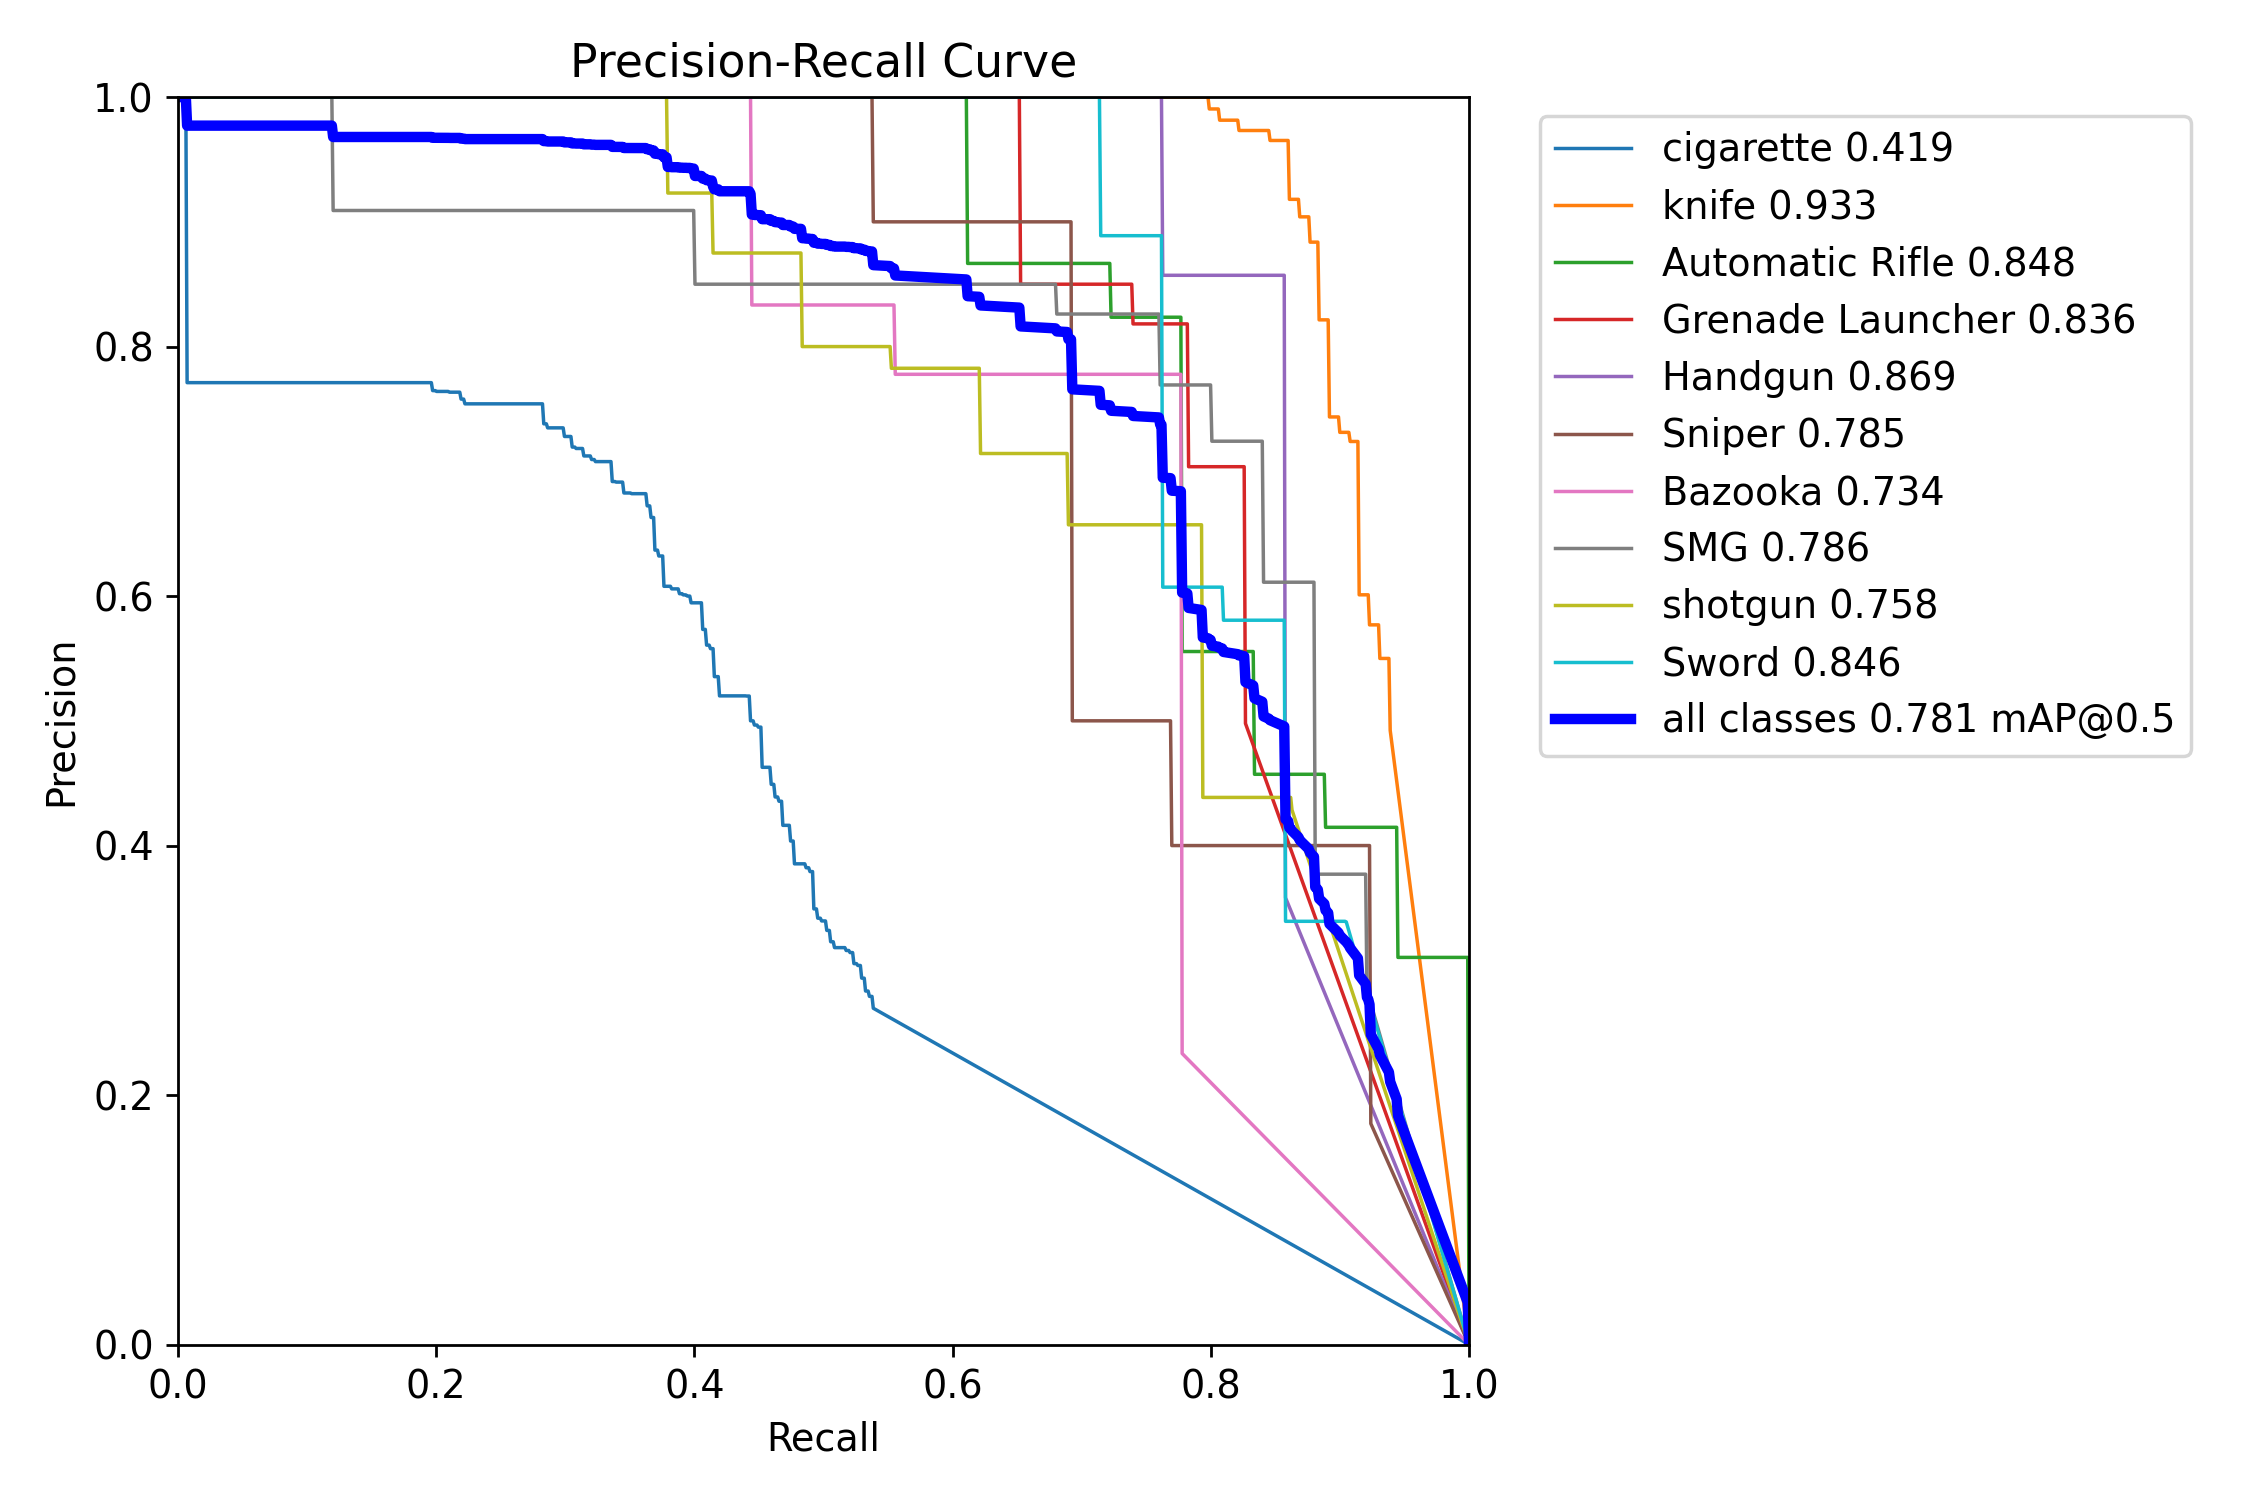 Precision-Recall Curve
1.0
0.8
0.6
0.4
0.2
0.0
Precision
0.0 0.2 0.4 0.6 0.8 1.0
Recall
cigarette 0.419
knife 0.933
Automatic Rifle 0.848
Grenade Launcher 0.836
Handgun 0.869
Sniper 0.785
Bazooka 0.734
SMG 0.786
shotgun 0.758
Sword 0.846
all classes 0.781 mAP@0.5